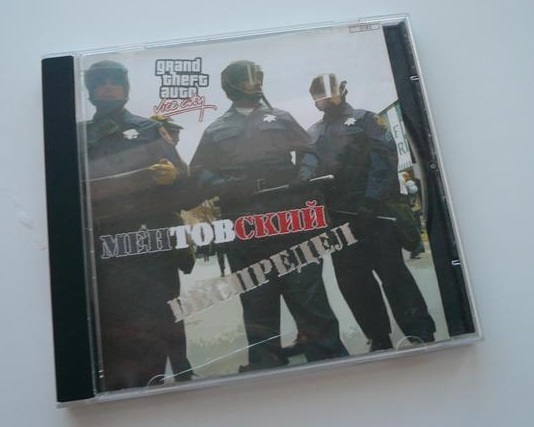 grand
theft
auto
Vice City
МЕНТОВСКИЙ
БЕСПРЕДЕЛ